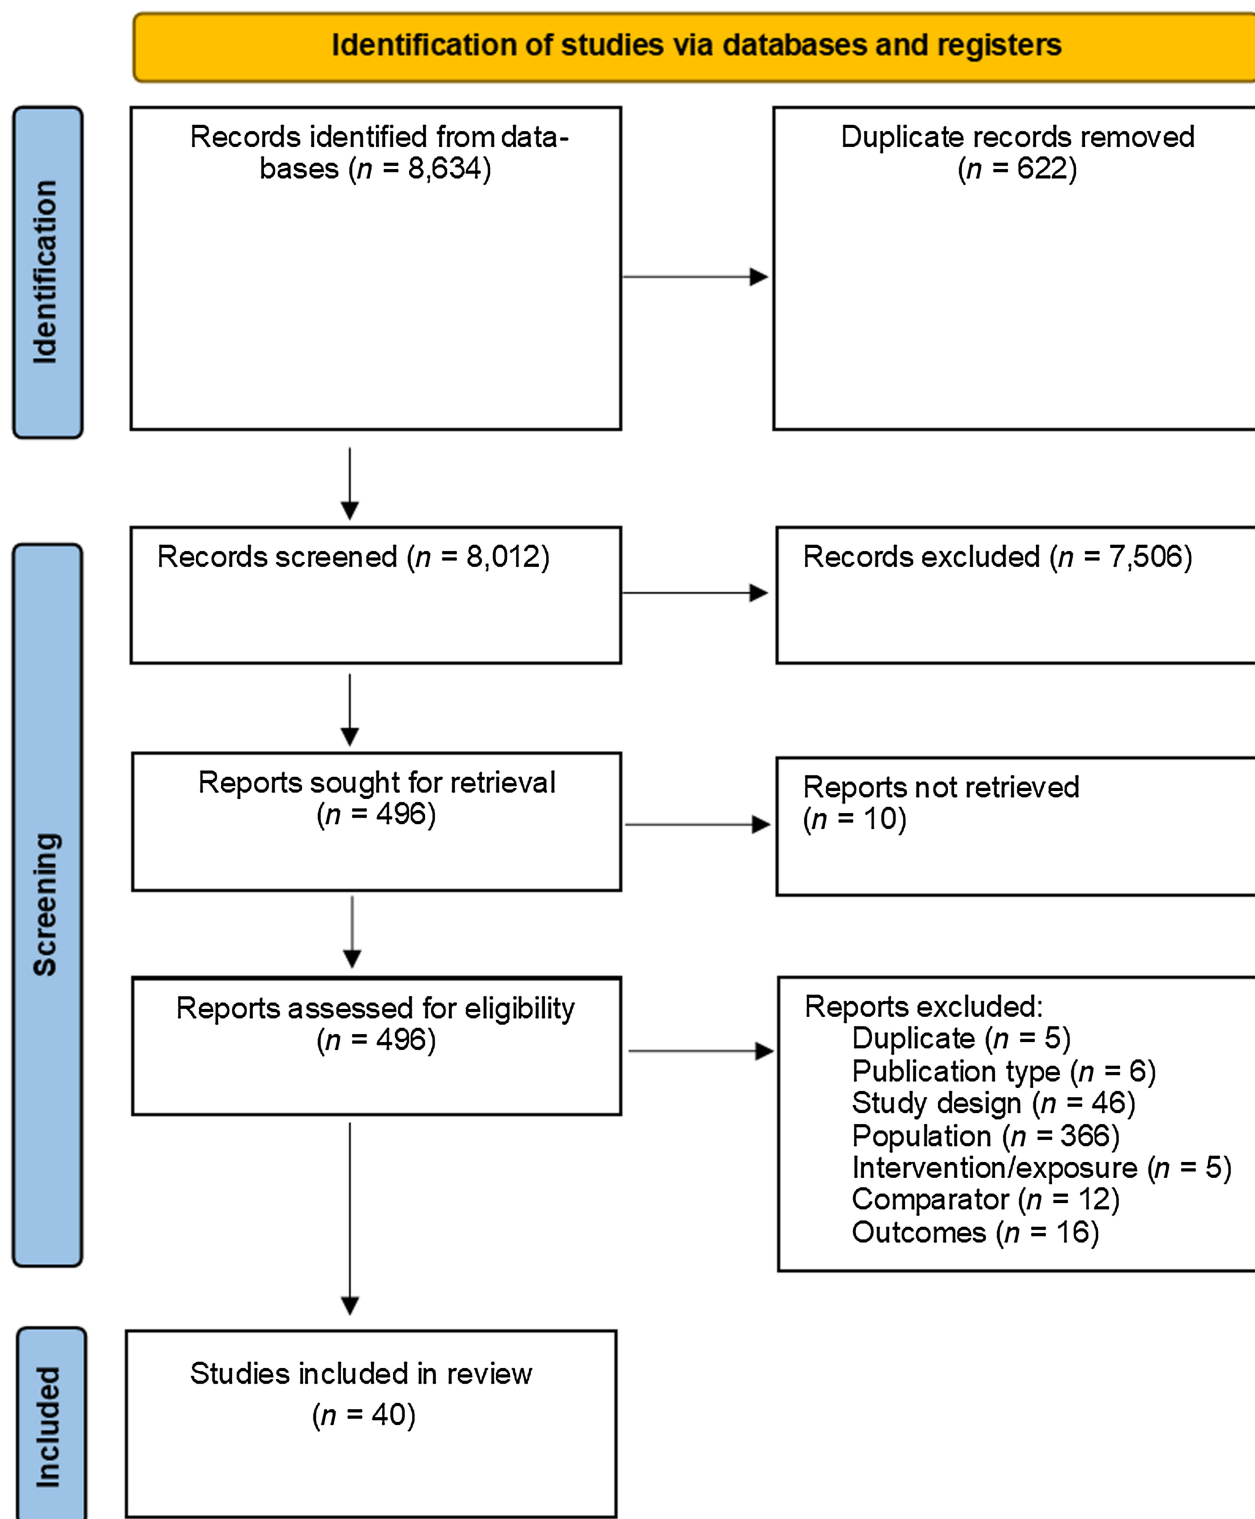 Identification of studies via databases and registers
Identification
Records identified from data-
bases (n = 8,634)
Duplicate records removed
(n = 622)
Screening
Records screened (n = 8,012)
Records excluded (n = 7,506)
Reports sought for retrieval
(n = 496)
Reports not retrieved
(n = 10)
Reports assessed for eligibility
(n = 496)
Reports excluded:
Duplicate (n = 5)
Publication type (n = 6)
Study design (n = 46)
Population (n = 366)
Intervention/exposure (n = 5)
Comparator (n = 12)
Outcomes (n = 16)
Included
Studies included in review
(n = 40)